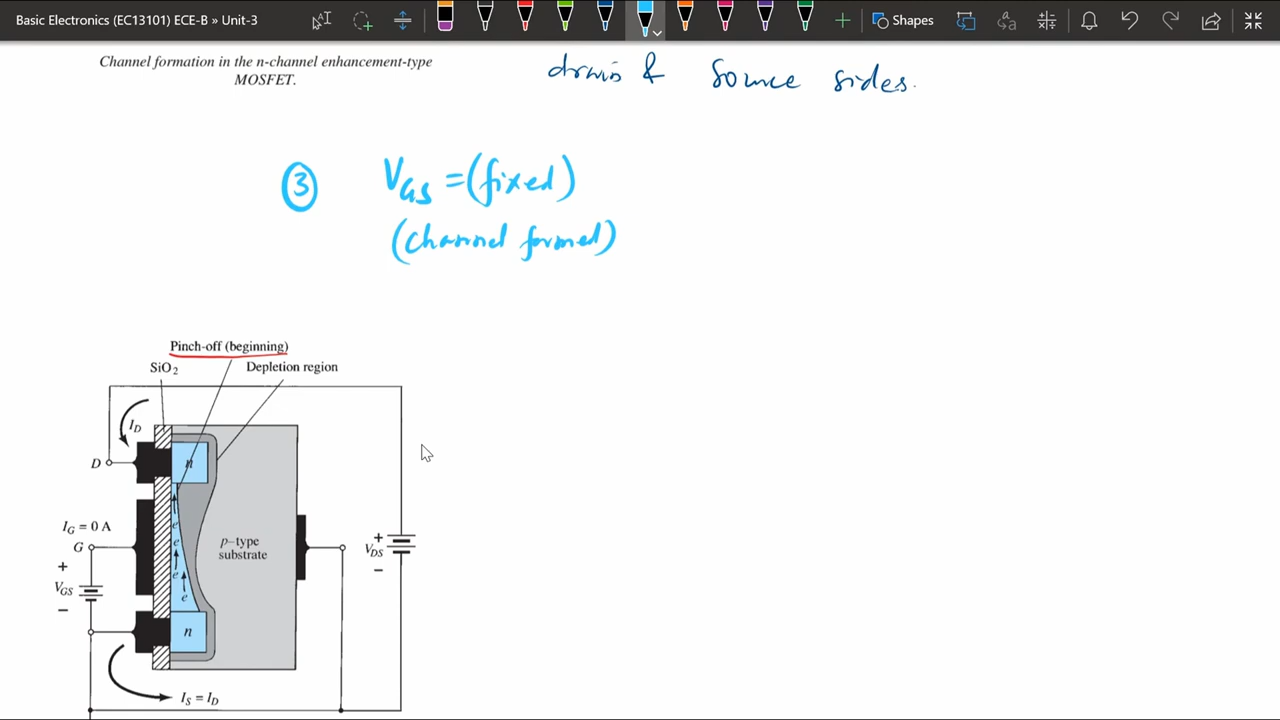 Basic Electronics (EC13101) ECE-B » Unit-3
Shapes
Channel formation in the n-channel enhancement-type
MOSFET.
drain & Source sides.
③ VGS = (fixed)
(channel formed)
Pinch-off (beginning)
SiO2
Depletion region
ID
D
n
IG = 0 A
G
e
e
p-type
substrate
+
VDS
–
+
VGS
–
e
e
n
IS = ID